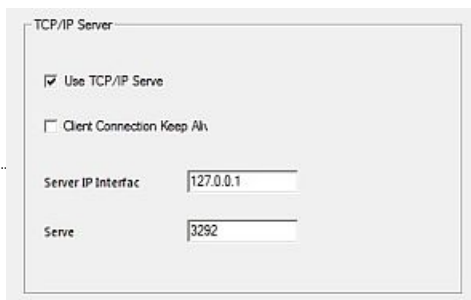 TCP/IP Server
Use TCP/IP Serve
Client Connection Keep Aliv
Server IP Interfac 127.0.0.1
Serve 3292